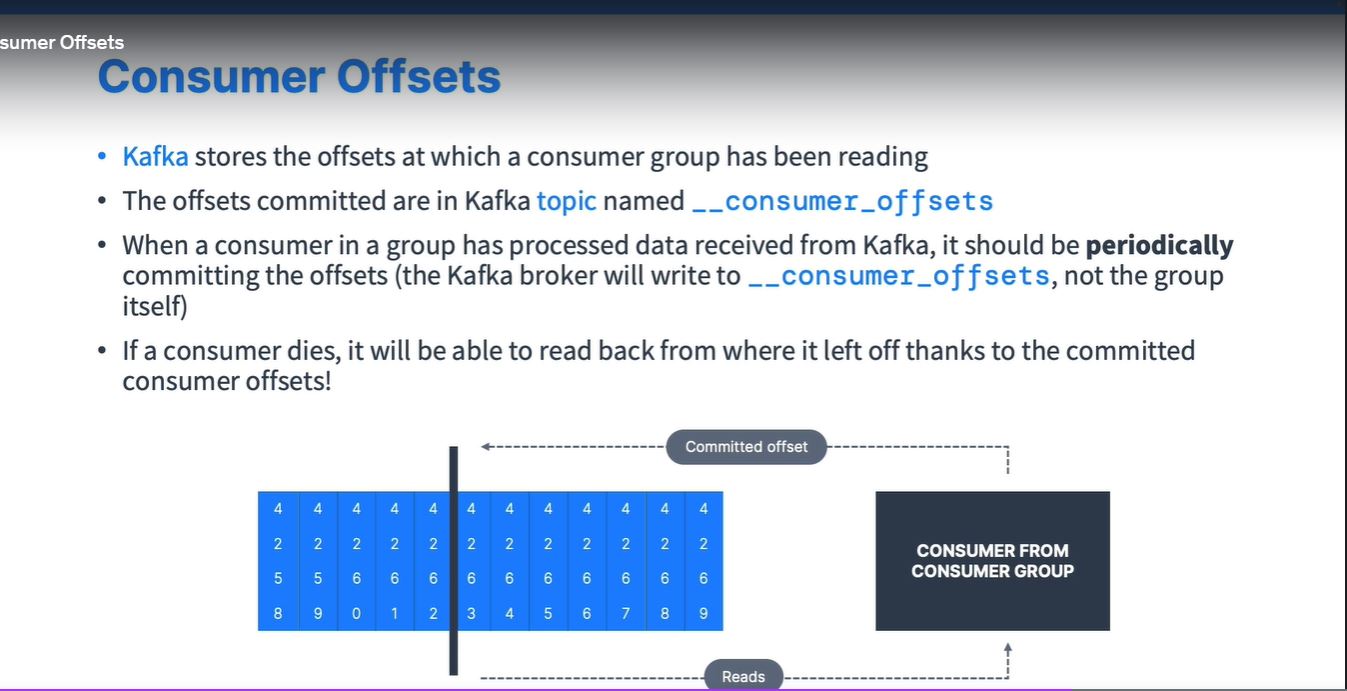 sumer Offsets
Consumer Offsets
• Kafka stores the offsets at which a consumer group has been reading
• The offsets committed are in Kafka topic named __consumer_offsets
• When a consumer in a group has processed data received from Kafka, it should be periodically
committing the offsets (the Kafka broker will write to __consumer_offsets, not the group
itself)
• If a consumer dies, it will be able to read back from where it left off thanks to the committed
consumer offsets!
Committed offset
4 4 4 4 4 4 4 4 4 4 4 4
2 2 2 2 2 2 2 2 2 2 2 2
5 5 6 6 6 6 6 6 6 6 6 6
8 9 0 1 2 3 4 5 6 7 8 9
CONSUMER FROM
CONSUMER GROUP
Reads